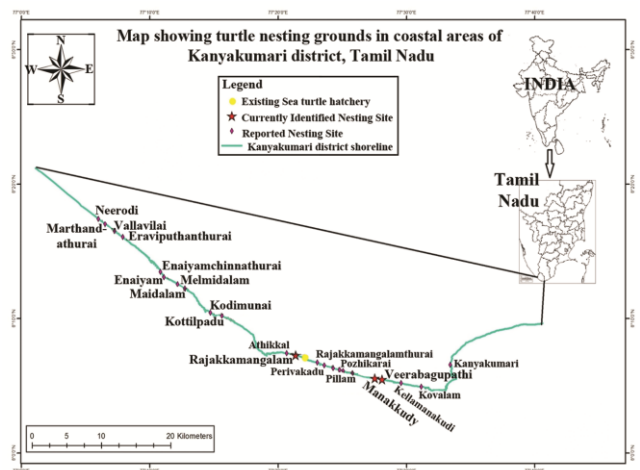 Map showing turtle nesting grounds in coastal areas of
Kanyakumari district, Tamil Nadu
N
W E
S
Legend
Existing Sea turtle hatchery
Currently Identified Nesting Site
Reported Nesting Site
Kanyakumari district shoreline
INDIA
Tamil
Nadu
Neerodi
Marthand-
athurai
Vallavilai
Eraviputhanthurai
Enaiyamchinnathurai
Enaiyam
Melmidalam
Maidalam
Kodimunai
Kottilpadu
Athikkal
Rajakkamangalam
Rajakkamangalamthurai
Perivakadu
Pozhikarai
Pillam
Veerabagupathi
Manakkudy
Kellamanakudi
Kovalam
Kanyakumari
0 5 10 20 Kilometers